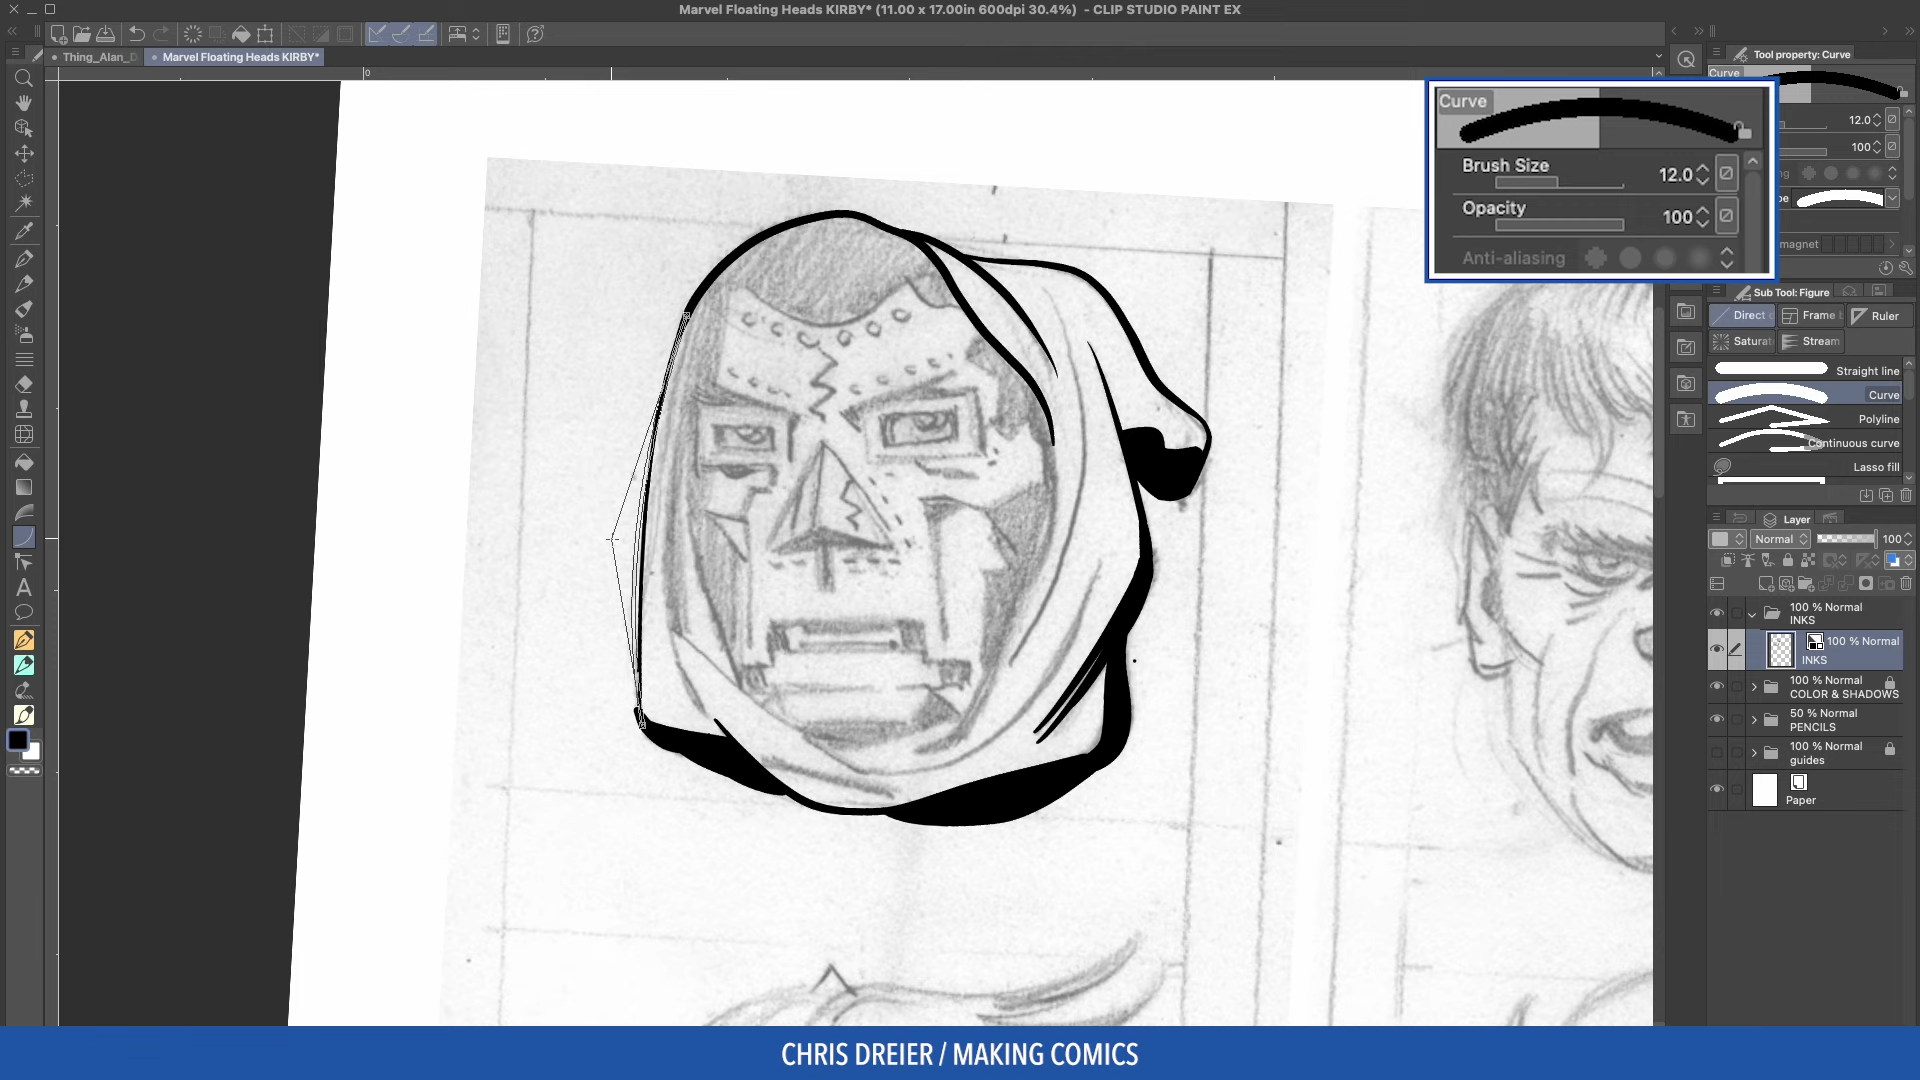 Marvel Floating Heads KIRBY* (11.00 x 17.00in 600dpi 30.4%) - CLIP STUDIO PAINT EX
Thing_Alan_D
Marvel Floating Heads KIRBY*
Tool property: Curve
0
Curve
12.0
100
magnet
Curve
Brush Size 12.0
Opacity 100
Anti-aliasing
Sub Tool: Figure
Direct
Frame
Ruler
Saturat
Stream
Straight line
Curve
Polyline
Continuous curve
Lasso fill
Layer
Normal 100
100 % Normal
INKS
100 % Normal
INKS
100 % Normal
COLOR & SHADOWS
50 % Normal
PENCILS
100 % Normal
guides
Paper
A
CHRIS DREIER / MAKING COMICS